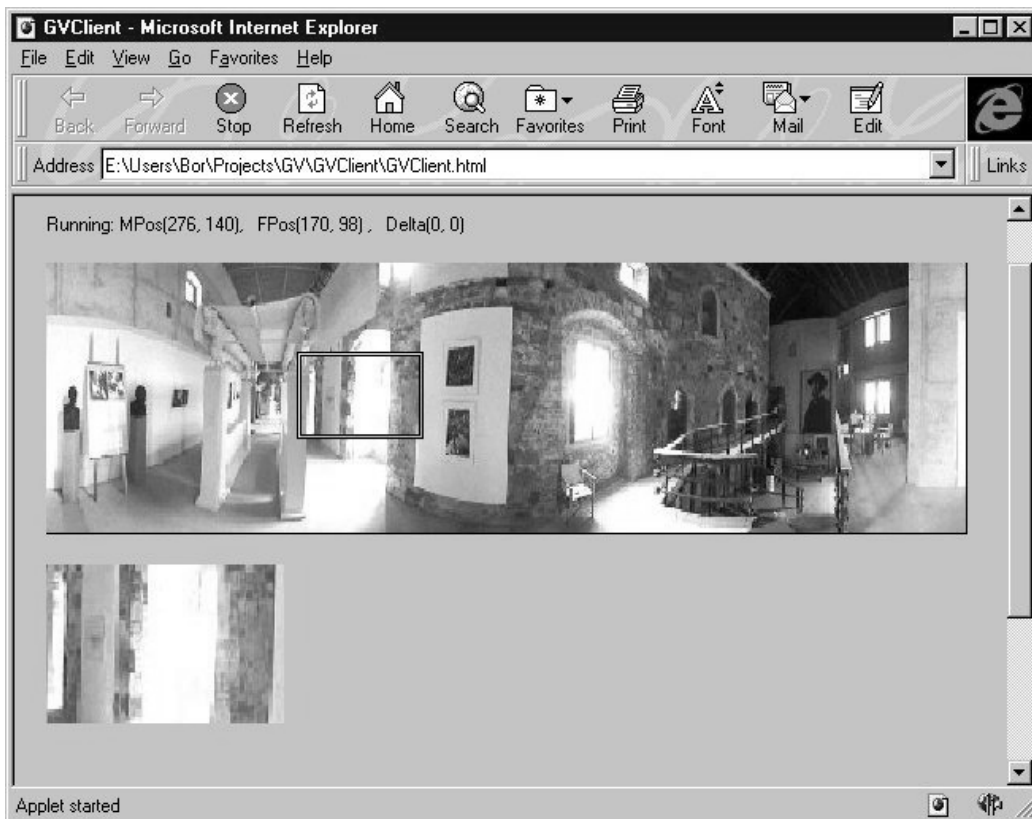 GVClient - Microsoft Internet Explorer
File Edit View Go Favorites Help
Back Forward Stop Refresh Home Search Favorites Print Font Mail Edit
Address E:\Users\Bor\Projects\GV\GVClient\GVClient.html Links
Running: MPos(276, 140), FPos(170, 98) , Delta(0, 0)
Applet started